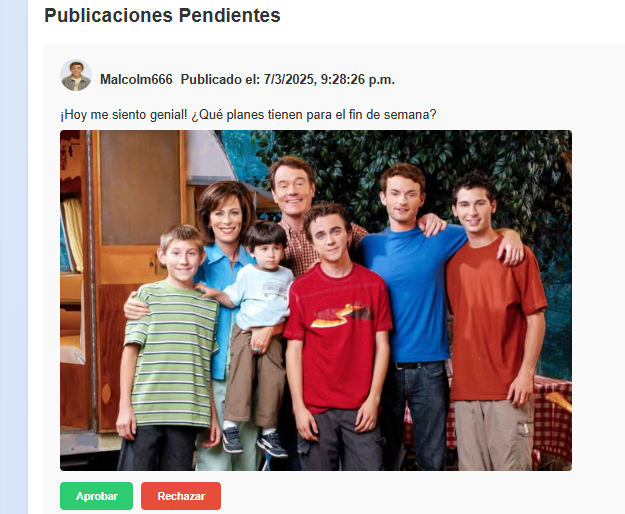 Publicaciones Pendientes
Malcolm666 Publicado el: 7/3/2025, 9:28:26 p.m.
¡Hoy me siento genial! ¿Qué planes tienen para el fin de semana?
Aprobar Rechazar